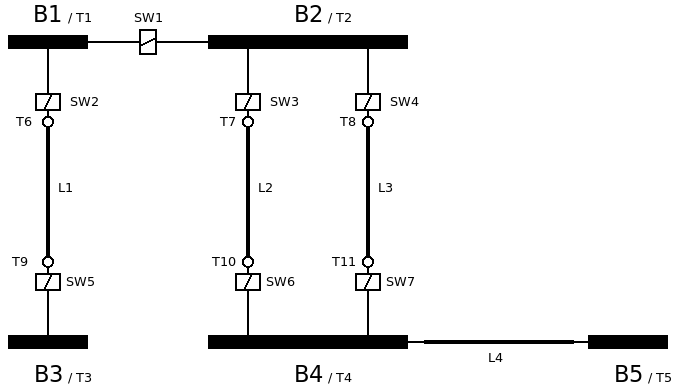 B1 / T1
SW1
B2 / T2
SW2
SW3
SW4
T6
T7
T8
L1
L2
L3
T9
T10
T11
SW5
SW6
SW7
L4
B3 / T3
B4 / T4
B5 / T5